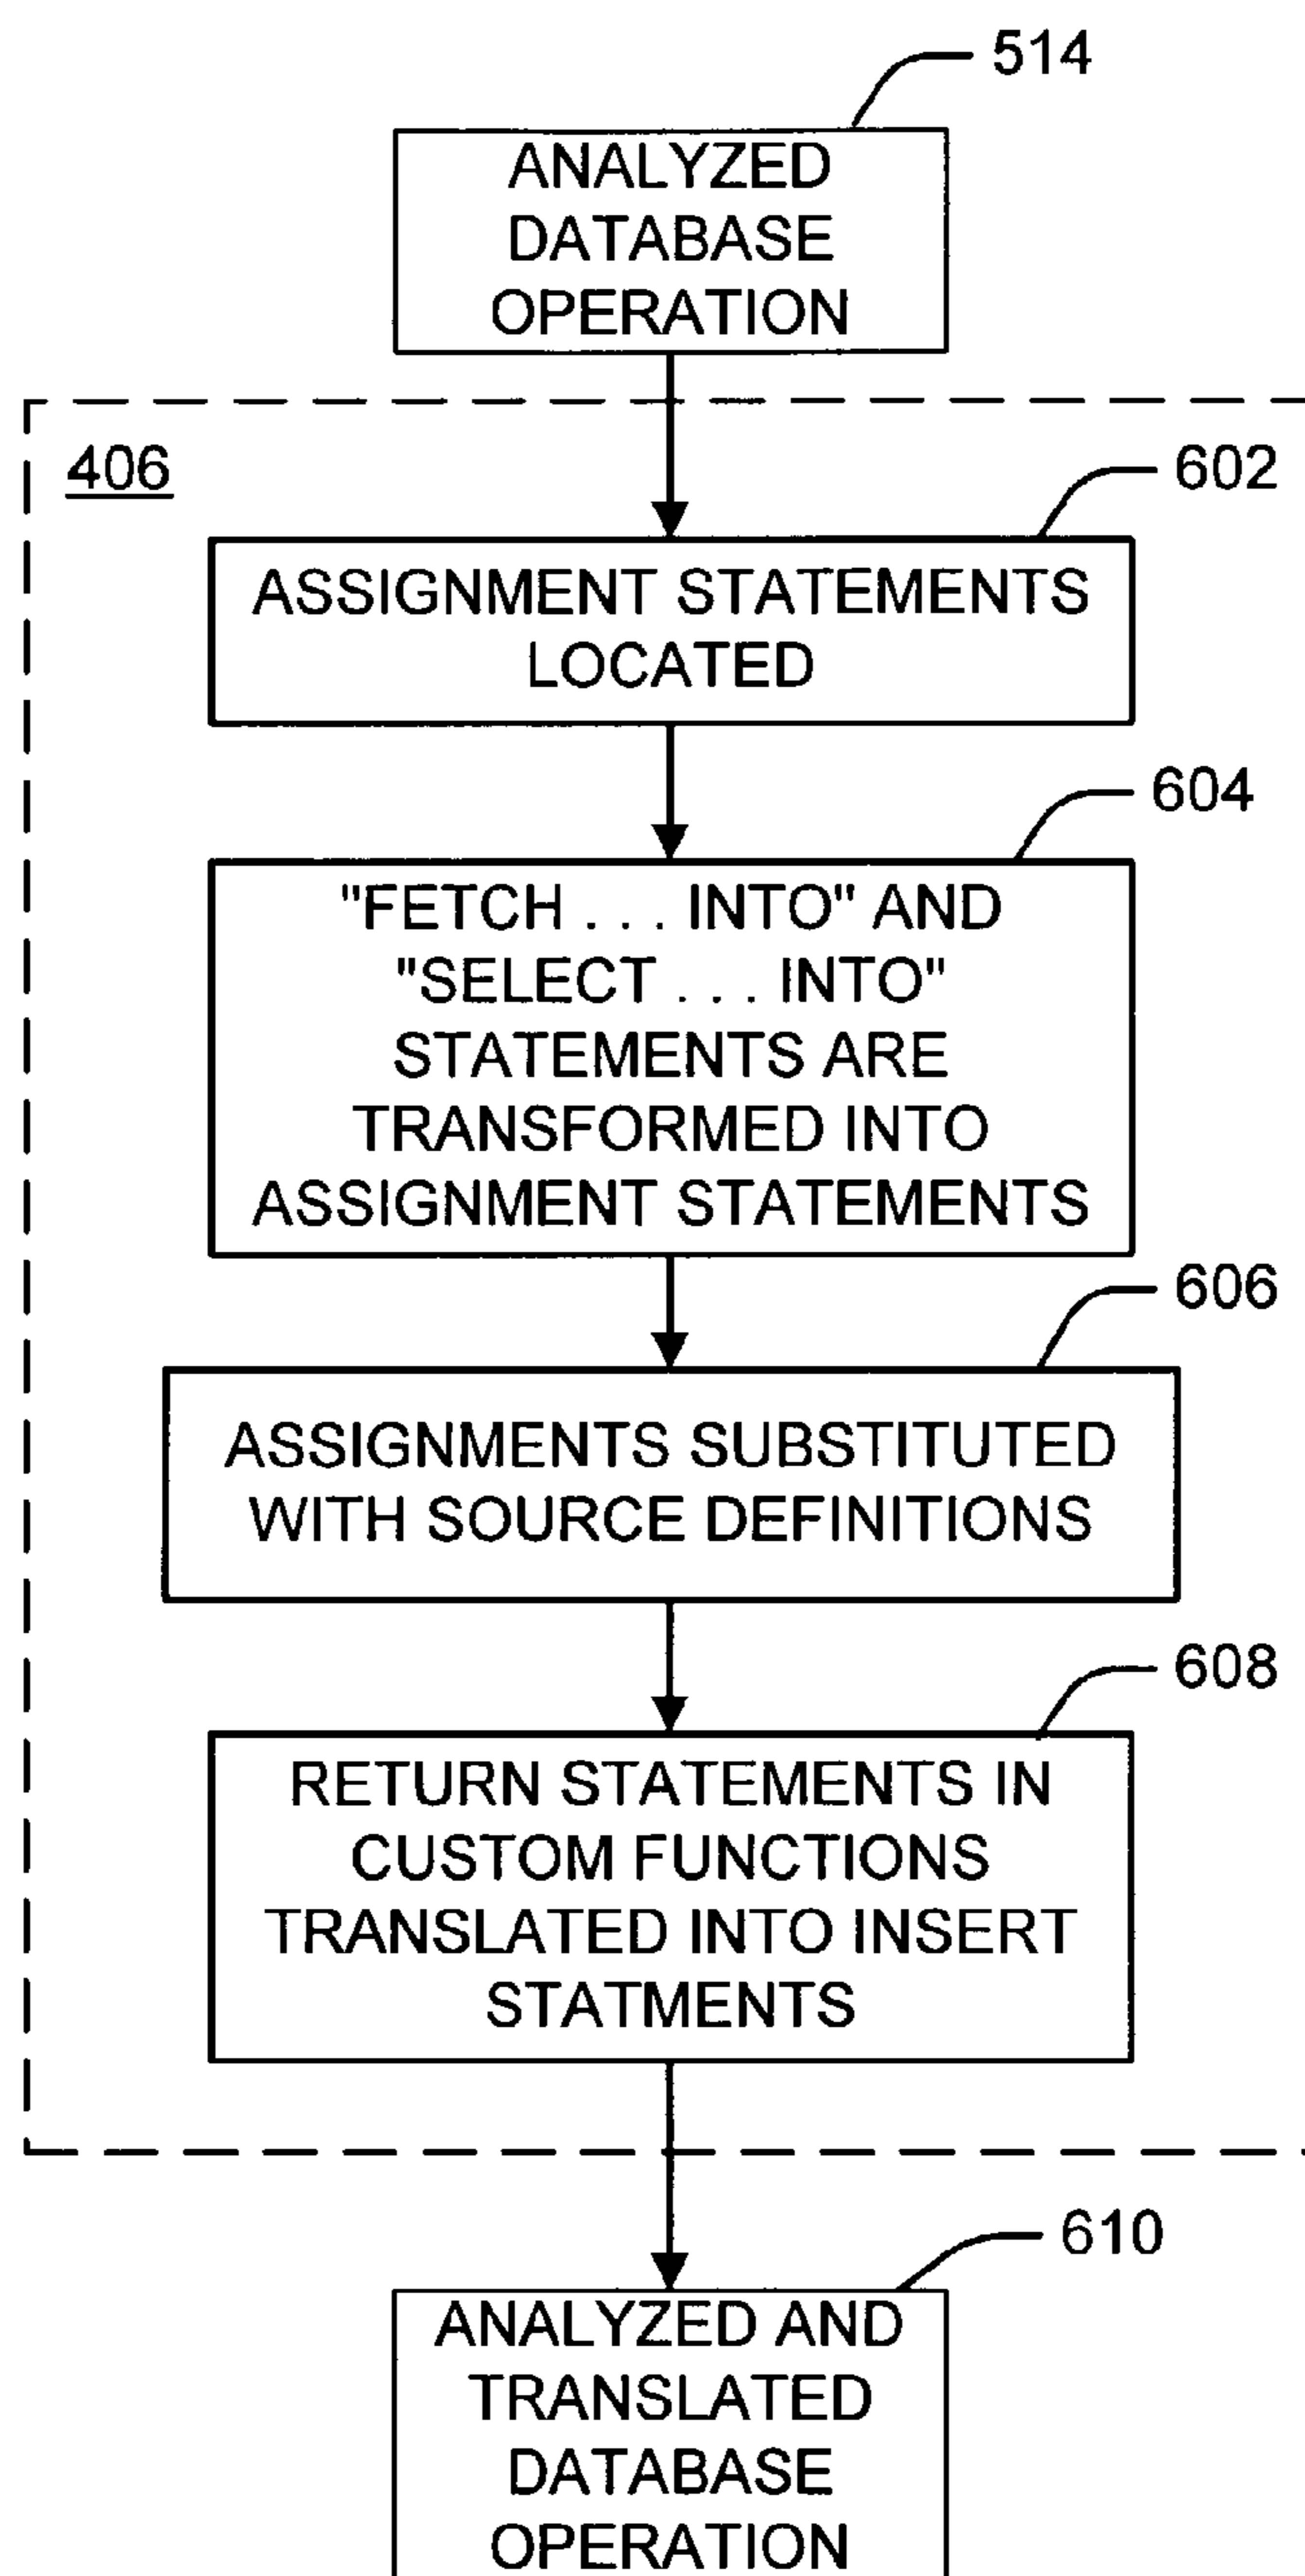 514
ANALYZED
DATABASE
OPERATION
406
602
ASSIGNMENT STATEMENTS
LOCATED
604
"FETCH . . . INTO" AND
"SELECT . . . INTO"
STATEMENTS ARE
TRANSFORMED INTO
ASSIGNMENT STATEMENTS
606
ASSIGNMENTS SUBSTITUTED
WITH SOURCE DEFINITIONS
608
RETURN STATEMENTS IN
CUSTOM FUNCTIONS
TRANSLATED INTO INSERT
STATMENTS
610
ANALYZED AND
TRANSLATED
DATABASE
OPERATION